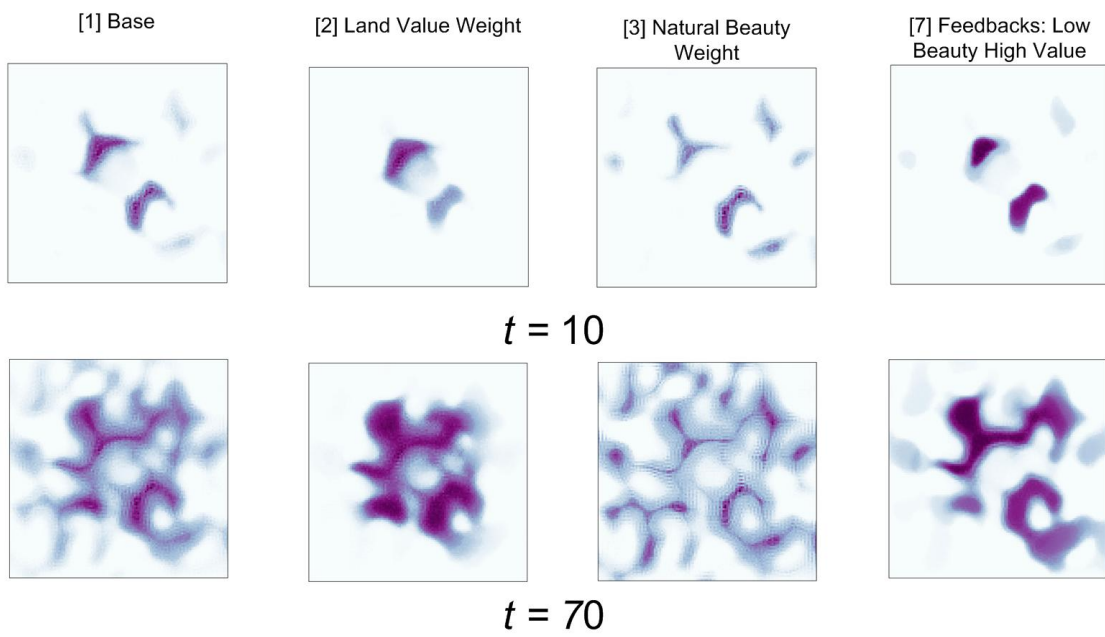 [1] Base
[2] Land Value Weight
[3] Natural Beauty
Weight
[7] Feedbacks: Low
Beauty High Value
t = 10
t = 70